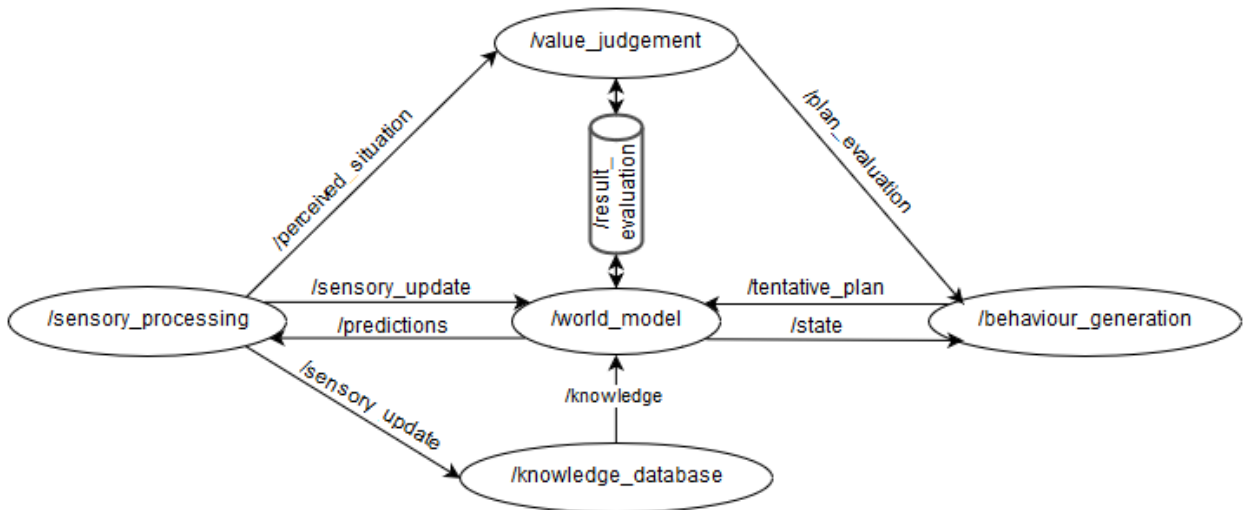 /value_judgement
/plan_evaluation
/perceived_situation
/result_
evaluation
/sensory_update
/tentative_plan
/sensory_processing
/world_model
/behaviour_generation
/predictions
/state
/sensory_update
/knowledge
/knowledge_database